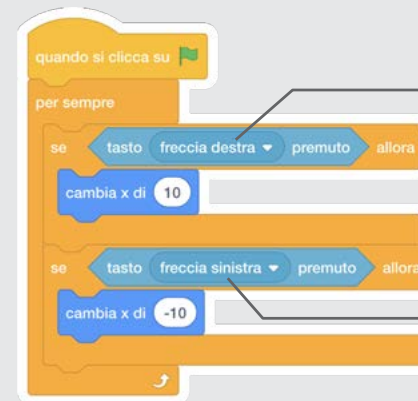 quando si clicca su
per sempre
se tasto freccia destra premuto allora
cambia x di 10
se tasto freccia sinistra premuto allora
cambia x di -10